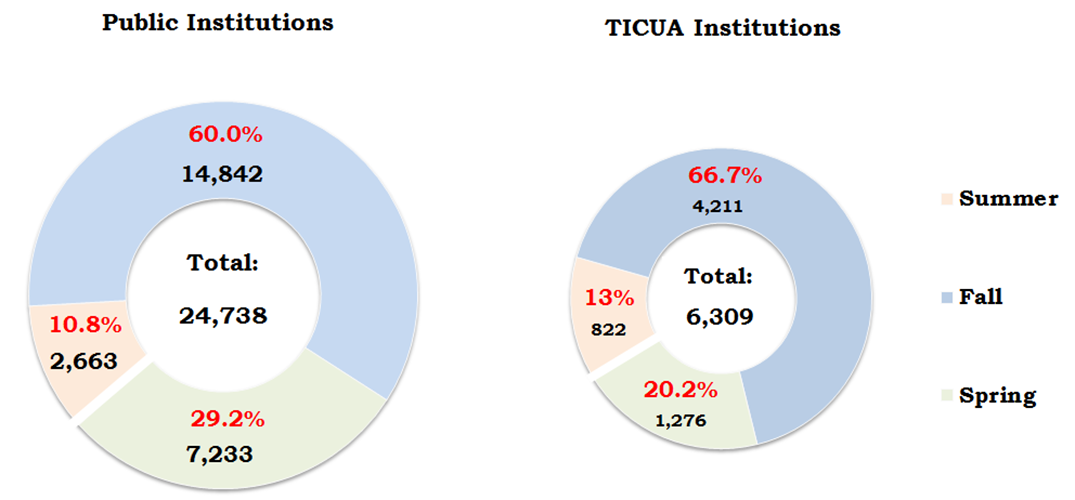 Public Institutions
60.0%
14,842
Total:
24,738
10.8%
2,663
29.2%
7,233
TICUA Institutions
66.7%
4,211
Total:
6,309
13%
822
20.2%
1,276
Summer
Fall
Spring